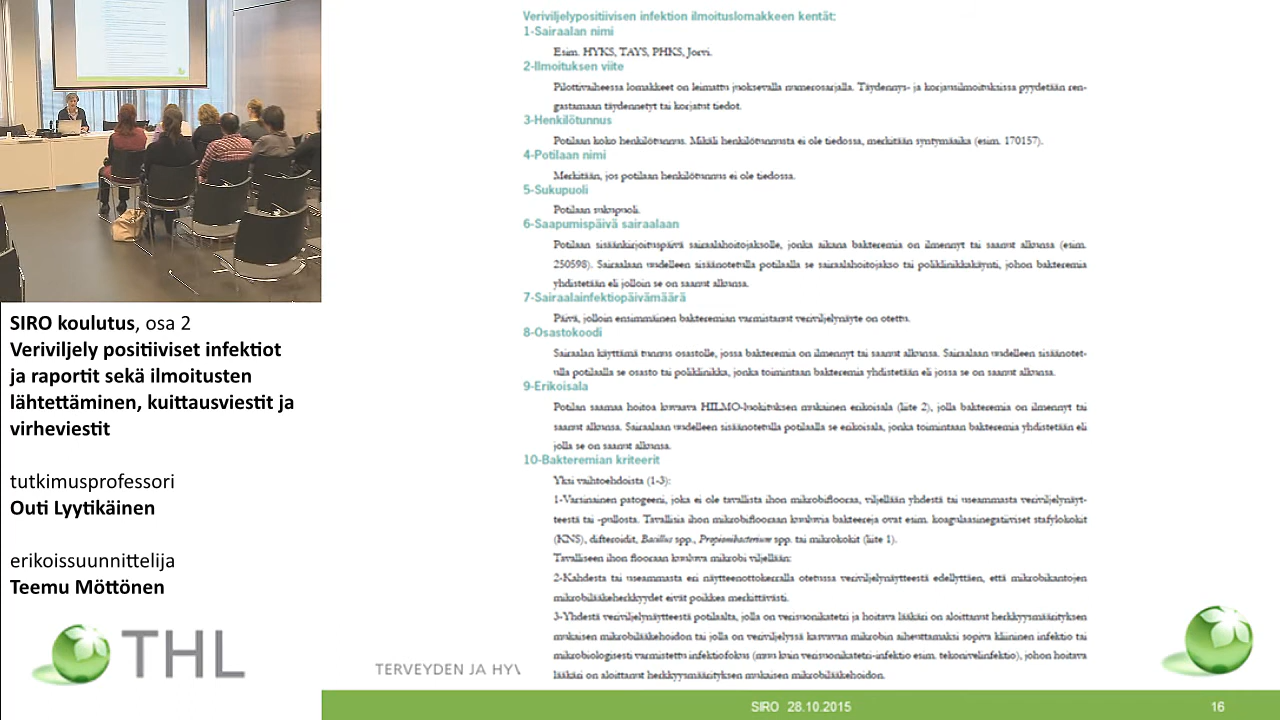 SIRO koulutus, osa 2
Veriviljely positiiviset infektiot
ja raportit sekä ilmoitusten
lähtettäminen, kuittausviestit ja
virheviestit
tutkimusprofessori
Outi Lyytikäinen
erikoissuunnittelija
Teemu Möttönen
THL
Veriviljelypositiivisen infektion ilmoituslomakkeen kentät:
1-Sairaalan nimi
Esim. HYKS, TAYS, PHKS, Jorvi.
2-Ilmoituksen viite
Pilottivaiheessa lomakkeet on leimattu juoksevalla numerosarjalla. Täydennys- ja korjausilmoituksissa pyydetään ren-
gastamaan täydennetyt tai korjatut tiedot.
3-Henkilötunnus
Potilaan koko henkilötunnus. Mikäli henkilötunnusta ei ole tiedossa, merkitään syntymäaika (esim. 170157).
4-Potilaan nimi
Merkitään, jos potilaan henkilötunnus ei ole tiedossa.
5-Sukupuoli
Potilaan sukupuoli.
6-Saapumispäivä sairaalaan
Potilaan sisäänkirjoituspäivä sairaalahoitojaksolle, jonka aikana bakteremia on ilmennyt tai saanut alkunsa (esim.
250598). Sairaalaan uudelleen sisäänotetulla potilaalla se sairaalahoitojakso tai poliklinikkakäynti, johon bakteremia
yhdistetään eli jolloin se on saanut alkunsa.
7-Sairaalainfektiopäivämäärä
Päivä, jolloin ensimmäinen bakteremian varmistanut veriviljelynäyte on otettu.
8-Osastokoodi
Sairaalan käyttämä tunnus osastolle, jossa bakteremia on ilmennyt tai saanut alkunsa. Sairaalaan uudelleen sisäänotet-
ulla potilaalla se osasto tai poliklinikka, jonka toimintaan bakteremia yhdistetään eli jossa se on saanut alkunsa.
9-Erikoisala
Potilan saamaa hoitoa kuvaava HILMO-luokituksen mukainen erikoisala (liite 2), jolla bakteremia on ilmennyt tai
saanut alkunsa. Sairaalaan uudelleen sisäänotetulla potilaalla se erikoisala, jonka toimintaan bakteremia yhdistetään eli
jolla se on saanut alkunsa.
10-Bakteremian kriteerit
Yksi vaihtoehdoista (1-3):
1-Varsinainen patogeeni, joka ei ole tavallista ihon mikrobiflooraa, viljellään yhdestä tai useammasta veriviljelynäyt-
teestä tai -pullosta. Tavallisia ihon mikrobiflooraan kuuluvia bakteereja ovat esim. koagulaasinegatiiviset stafylokokit
(KNS), difteroidit, Bacillus spp., Propionibacterium spp. tai mikrokokit (liite 1).
Tavalliseen ihon flooraan kuuluva mikrobi viljellään:
2-Kahdesta tai useammasta eri näytteenottokerralla otetussa veriviljelynäytteestä edellyttäen, että mikrobikantojen
mikrobilääkeherkkyydet eivät poikkea merkittävästi.
3-Yhdestä veriviljelynäytteestä potilaalta, jolla on verisuonikatetri ja hoitava lääkäri on aloittanut herkkyysmäärityksen
mukaisen mikrobilääkehoidon tai jolla on veriviljelyssä kasvavan mikrobin aiheuttamaksi sopiva kliininen infektio tai
mikrobiologisesti varmistettu infektiofokus (muu kuin verisuonikatetri-infektio esim. tekonivelinfektio), johon hoitava
lääkäri on aloittanut herkkyysmäärityksen mukaisen mikrobilääkehoidon.
TERVEYDEN JA HYV
SIRO 28.10.2015
16